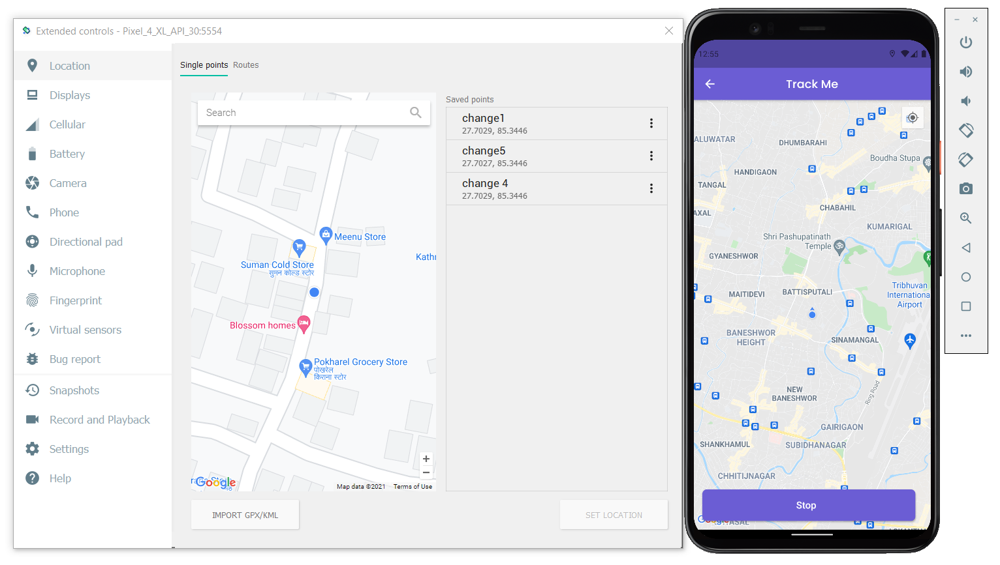 Extended controls - Pixel_4_XL_API_30:5554
Location
Displays
Cellular
Battery
Camera
Phone
Directional pad
Microphone
Fingerprint
Virtual sensors
Bug report
Snapshots
Record and Playback
Settings
Help
Single points
Routes
Search
Meenu Store
Suman Cold Store
सुमन कोल्ड स्टोर
Blossom homes
Pokharel Grocery Store
पोखरेल
किराना स्टोर
Google
Map data ©2021 Terms of Use
IMPORT GPX/KML
Saved points
change1
27.7029, 85.3446
change5
27.7027, 85.3446
change 4
27.7029, 85.3446
SET LOCATION
12:55
Track Me
ALUWATAR
DHUMBARAHI
Boudha Stupa
HANDIGAON
TANGAL
CHABAHIL
AXAL
KUMARIGAL
Shri Pashupatinath
Temple
GYANESHWOR
Tribhuvan
Internationa
Airport
MAITIDEVI
BATTISPUTALI
BANESHWOR
HEIGHT
SINAMANGAL
Ring Road
NEW
BANESHWOR
GAIRIGAON
SHANKHAMUL
SUBIDHANAGAR
CHHITIJNAGAR
Stop